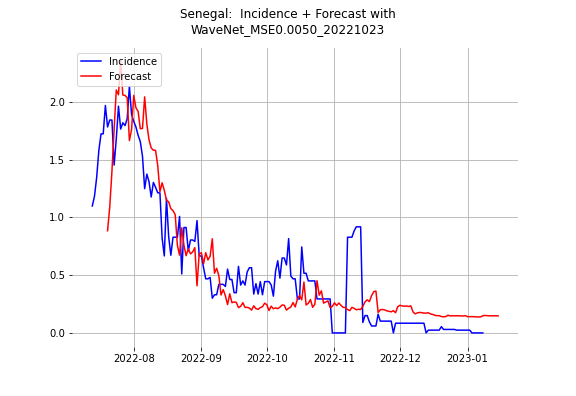 Senegal:  Incidence + Forecast with
WaveNet_MSE0.0050_20221023
Incidence
Forecast
2.0
1.5
1.0
0.5
0.0
2022-08
2022-09
2022-10
2022-11
2022-12
2023-01